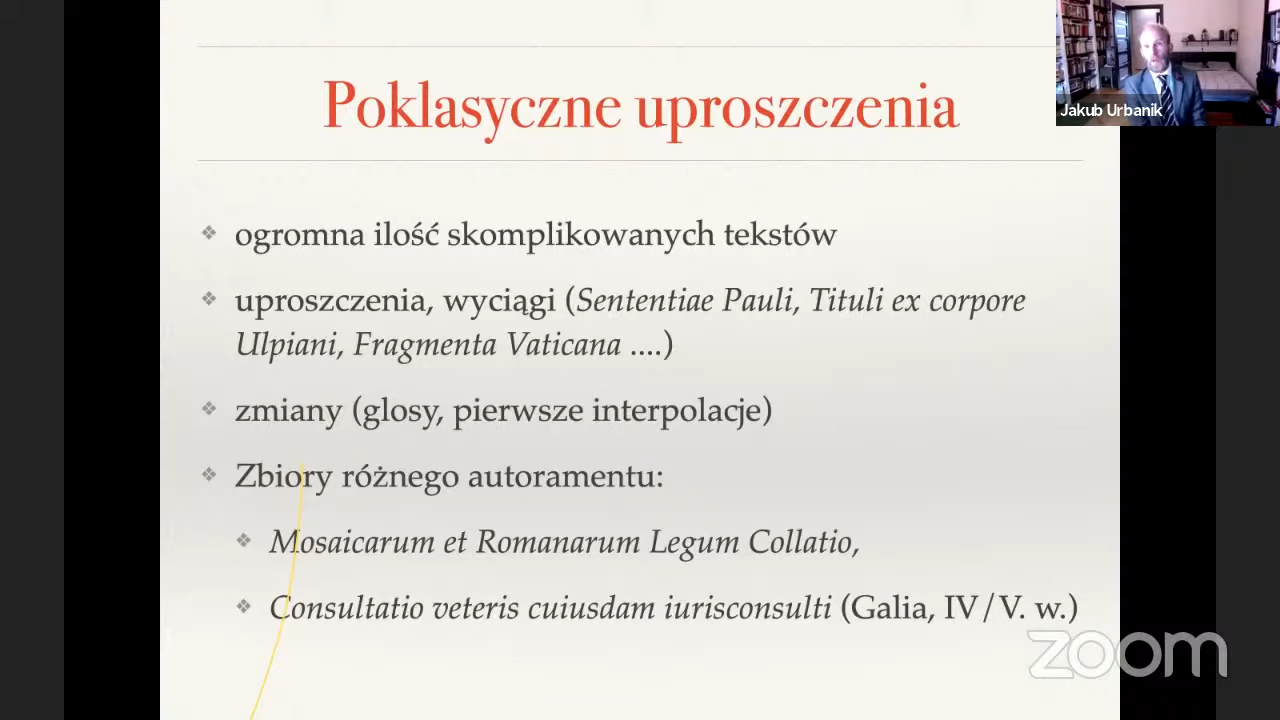 Poklasyczne uproszczenia
Jakub Urbanik
ogromna ilość skomplikowanych tekstów
uproszczenia, wyciągi (Sententiae Pauli, Tituli ex corpore
Ulpiani, Fragmenta Vaticana ....)
zmiany (glosy, pierwsze interpolacje)
Zbiory różnego autoramentu:
Mosaicarum et Romanarum Legum Collatio,
Consultatio veteris cuiusdam iurisconsulti (Galia, IV/V. w.)
zoom